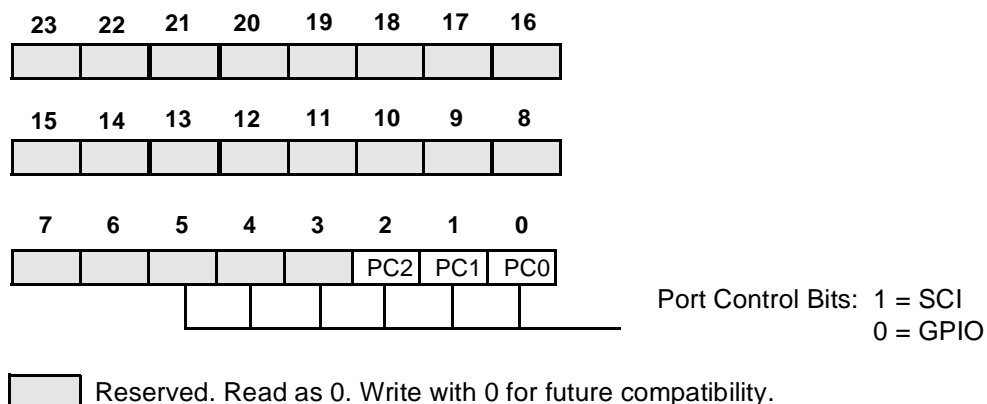 23 22 21 20 19 18 17 16
15 14 13 12 11 10 9 8
7 6 5 4 3 2 1 0
PC2 PC1 PC0
Port Control Bits: 1 = SCI
0 = GPIO
Reserved. Read as 0. Write with 0 for future compatibility.